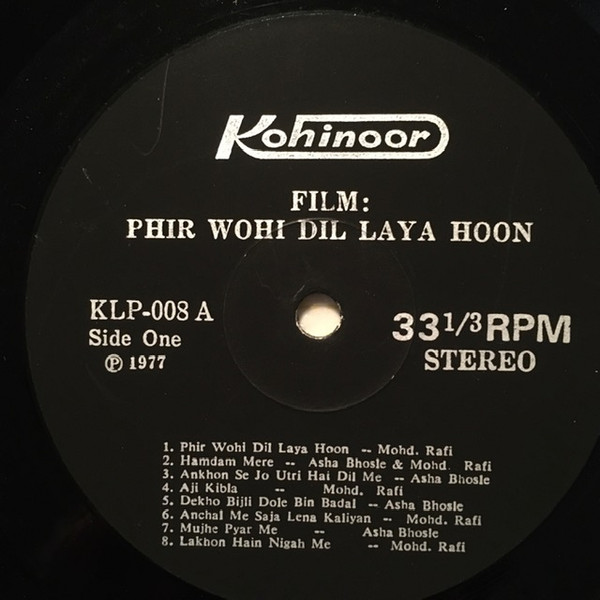 Kohinoor
FILM:
PHIR WOHI DIL LAYA HOON
KLP-008 A
Side One
℗ 1977
33 1/3 RPM
STEREO
1. Phir Wohi Dil Laya Hoon -- Mohd. Rafi
2. Hamdam Mere -- Asha Bhosle & Mohd. Rafi
3. Ankhon Se Jo Utri Hai Dil Me -- Asha Bhosle
4. Aji Kibla -- Mohd. Rafi
5. Dekho Bijli Dole Bin Badal -- Asha Bhosle
6. Anchal Me Saja Lena Kaliyan -- Mohd. Rafi
7. Mujhe Pyar Me -- Asha Bhosle
8. Lakhon Hain Nigah Me -- Mohd. Rafi